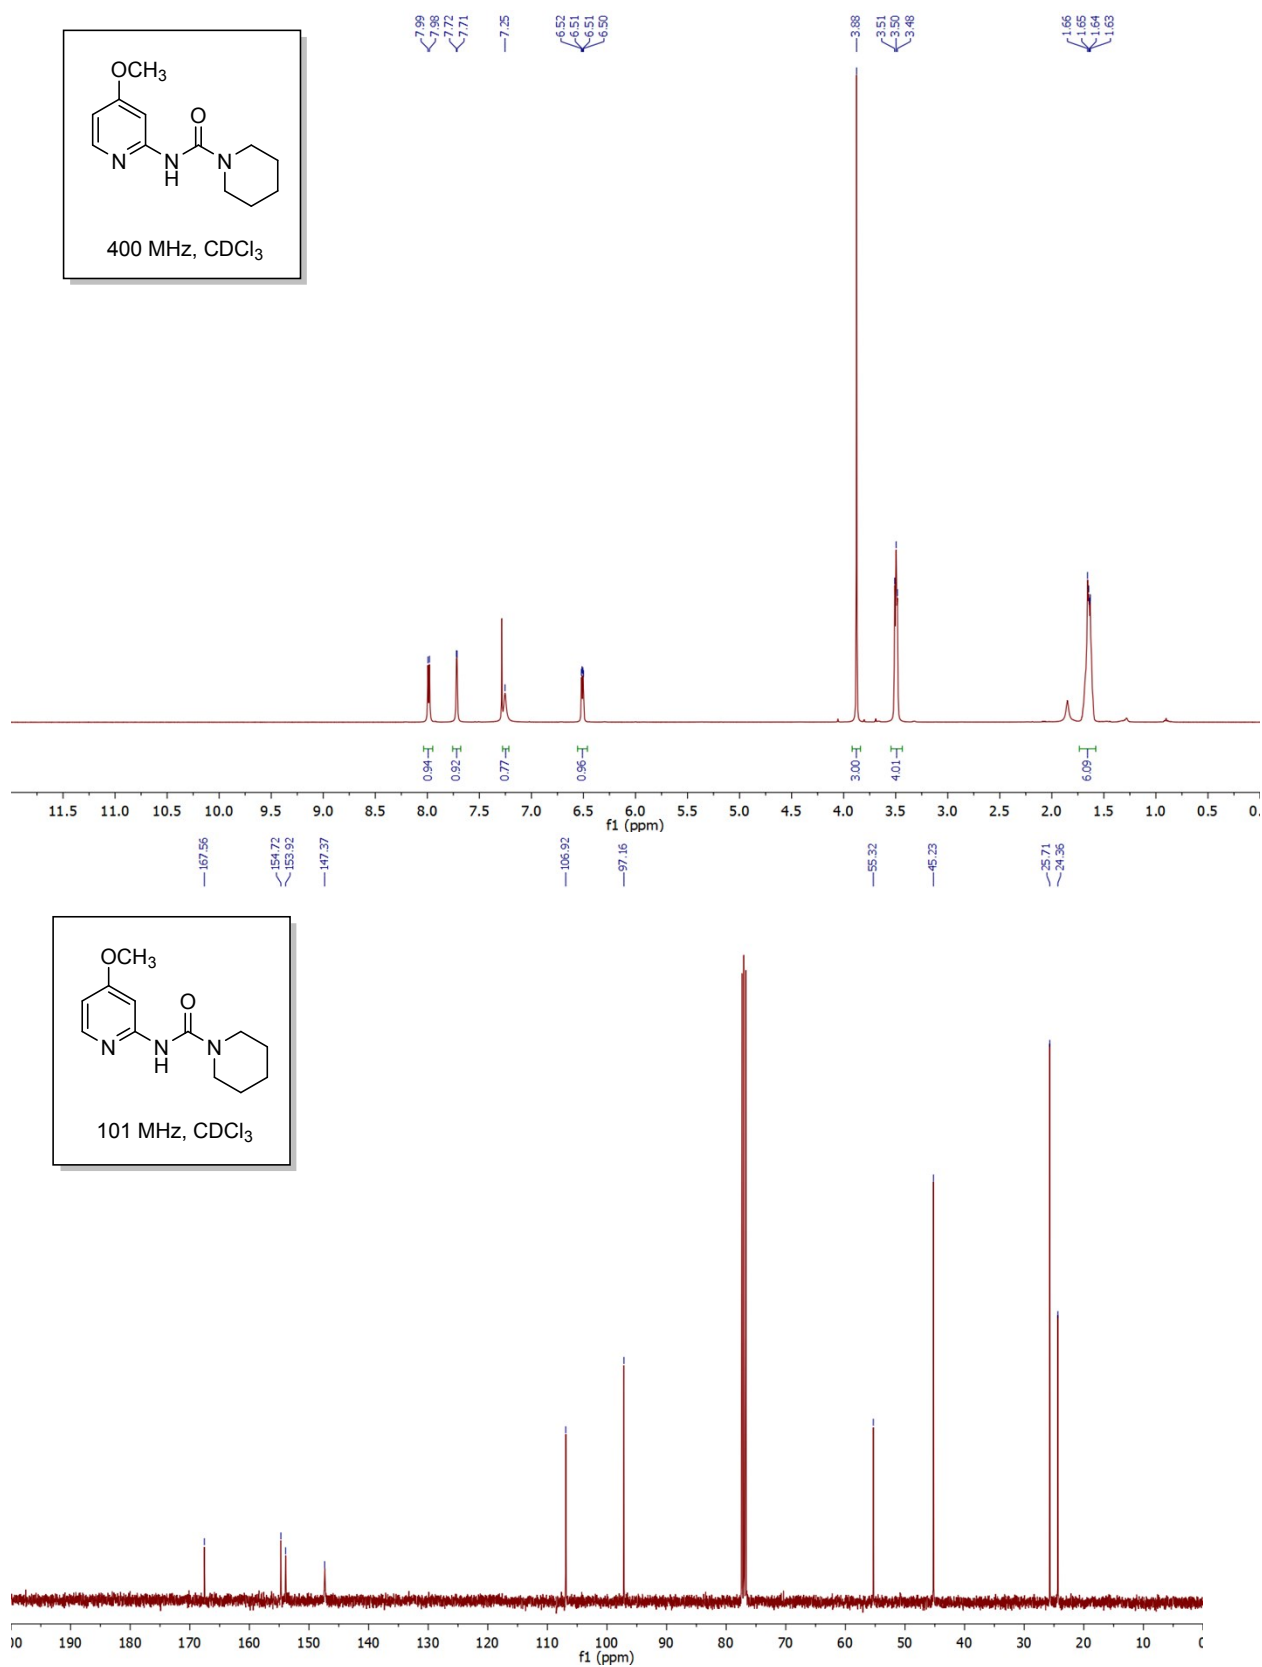 7.99 7.98 7.72 7.71 7.25 6.52 6.51 6.51 6.50 3.88 3.51 3.50 3.48 1.66 1.65 1.64 1.63
OCH3
O
N N N
H
400 MHz, CDCl3
0.94 0.92 0.77 0.96 3.00 4.01 6.09
11.5 11.0 10.5 10.0 9.5 9.0 8.5 8.0 7.5 7.0 6.5 6.0 5.5 5.0 4.5 4.0 3.5 3.0 2.5 2.0 1.5 1.0 0.5 0.
f1 (ppm)
167.56 154.72 153.92 147.37 106.92 97.16 55.32 45.23 25.71 24.36
OCH3
O
N N N
H
101 MHz, CDCl3
00 190 180 170 160 150 140 130 120 110 100 90 80 70 60 50 40 30 20 10 0
f1 (ppm)